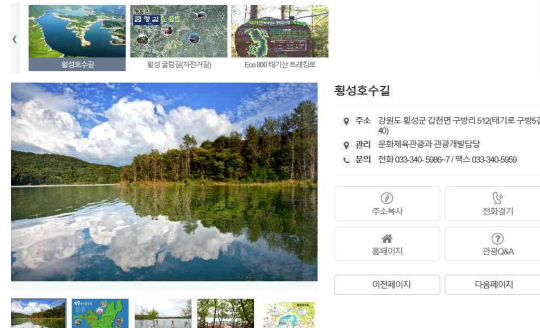 횡성호수길
횡성 굴렁길(자전거길)
Eco 800 태기산 트레킹로
횡성호수길
주소 강원도 횡성군 갑천면 구방리 512(태기로 구방5길
40)
관리 문화체육관광과 관광개발담당
문의 전화 033-340- 5986~7 / 팩스 033-340-5959
주소복사
전화걸기
홈페이지
관광Q&A
이전페이지
다음페이지